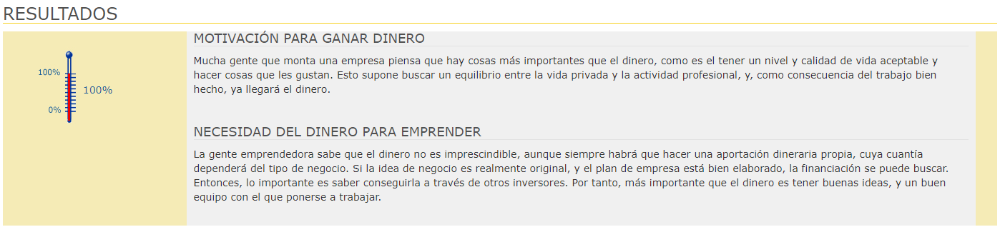 RESULTADOS
100%
100%
0%
MOTIVACIÓN PARA GANAR DINERO
Mucha gente que monta una empresa piensa que hay cosas más importantes que el dinero, como es el tener un nivel y calidad de vida aceptable y
hacer cosas que les gustan. Esto supone buscar un equilibrio entre la vida privada y la actividad profesional, y, como consecuencia del trabajo bien
hecho, ya llegará el dinero.
NECESIDAD DEL DINERO PARA EMPRENDER
La gente emprendedora sabe que el dinero no es imprescindible, aunque siempre habrá que hacer una aportación dineraria propia, cuya cuantía
dependerá del tipo de negocio. Si la idea de negocio es realmente original, y el plan de empresa está bien elaborado, la financiación se puede buscar.
Entonces, lo importante es saber conseguirla a través de otros inversores. Por tanto, más importante que el dinero es tener buenas ideas, y un buen
equipo con el que ponerse a trabajar.